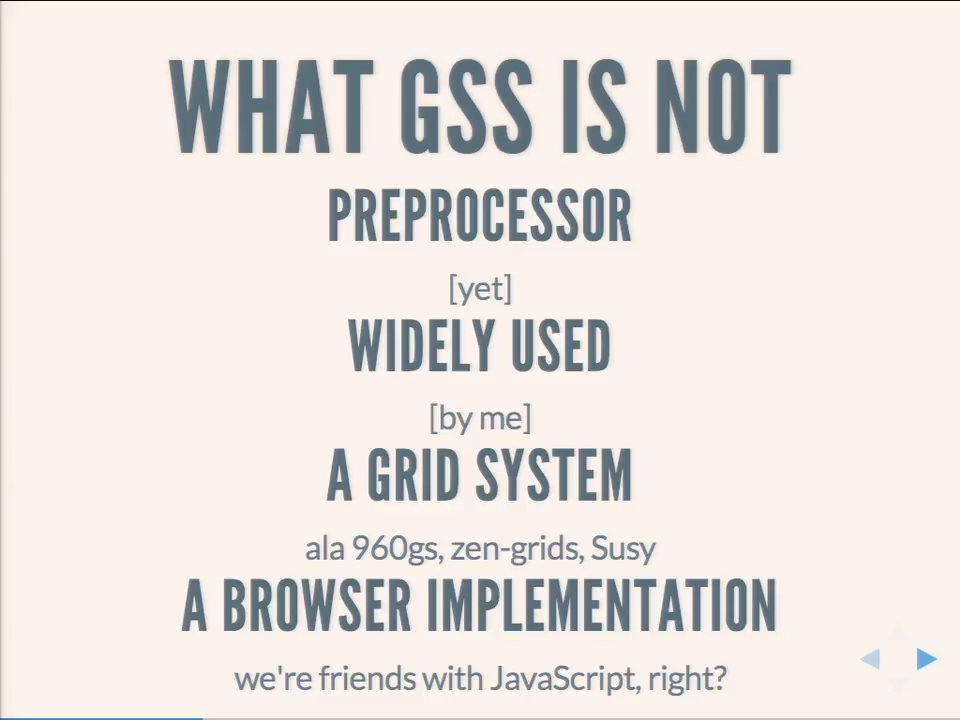 WHAT GSS IS NOT
PREPROCESSOR
[yet]
WIDELY USED
[by me]
A GRID SYSTEM
ala 960gs, zen-grids, Susy
A BROWSER IMPLEMENTATION
we're friends with JavaScript, right?